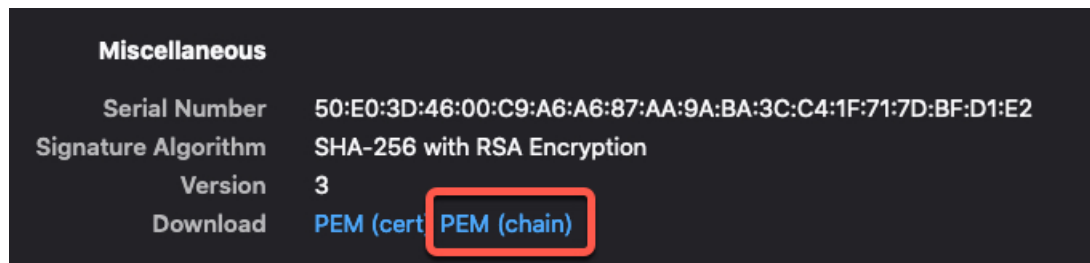 Miscellaneous
Serial Number 50:E0:3D:46:00:C9:A6:A6:87:AA:9A:BA:3C:C4:1F:71:7D:BF:D1:E2
Signature Algorithm SHA-256 with RSA Encryption
Version 3
Download PEM (cert) PEM (chain)